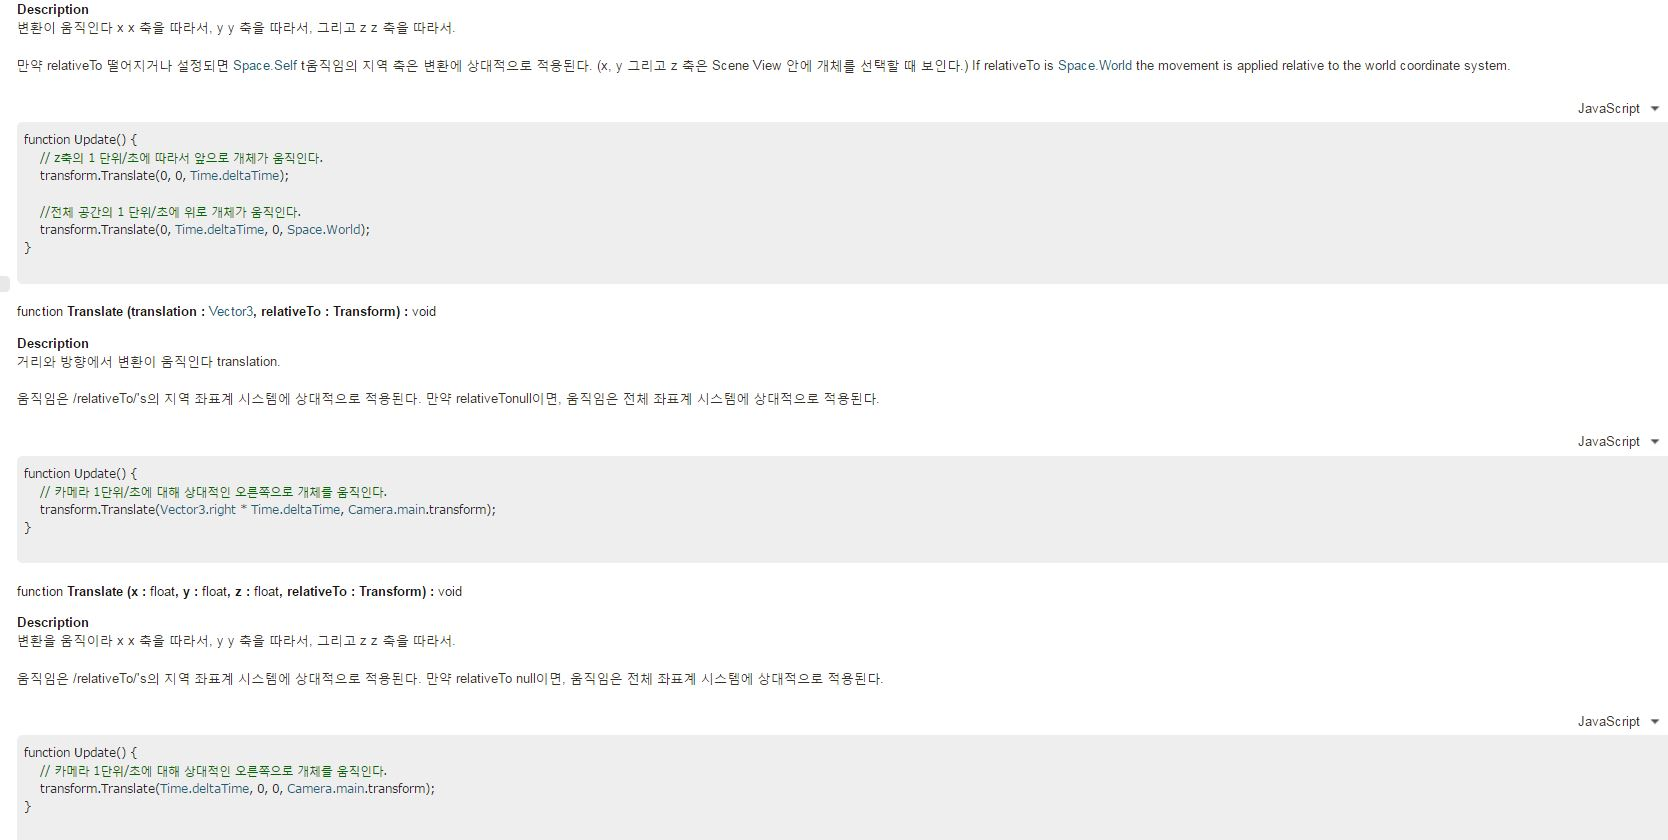 Description
변환이 움직인다 x x 축을 따라서, y y 축을 따라서, 그리고 z z 축을 따라서.
만약 relativeTo 떨어지거나 설정되면 Space.Self t움직임의 지역 축은 변환에 상대적으로 적용된다. (x, y 그리고 z 축은 Scene View 안에 개체를 선택할 때 보인다.) If relativeTo is Space.World the movement is applied relative to the world coordinate system.
JavaScript
function Update() {
// z축의 1 단위/초에 따라서 앞으로 개체가 움직인다.
transform.Translate(0, 0, Time.deltaTime);
//전체 공간의 1 단위/초에 위로 개체가 움직인다.
transform.Translate(0, Time.deltaTime, 0, Space.World);
}
function Translate (translation : Vector3, relativeTo : Transform) : void
Description
거리와 방향에서 변환이 움직인다 translation.
움직임은 /relativeTo/'s의 지역 좌표계 시스템에 상대적으로 적용된다. 만약 relativeTonull이면, 움직임은 전체 좌표계 시스템에 상대적으로 적용된다.
JavaScript
function Update() {
// 카메라 1단위/초에 대해 상대적인 오른쪽으로 개체를 움직인다.
transform.Translate(Vector3.right * Time.deltaTime, Camera.main.transform);
}
function Translate (x : float, y : float, z : float, relativeTo : Transform) : void
Description
변환을 움직이라 x x 축을 따라서, y y 축을 따라서, 그리고 z z 축을 따라서.
움직임은 /relativeTo/'s의 지역 좌표계 시스템에 상대적으로 적용된다. 만약 relativeTo null이면, 움직임은 전체 좌표계 시스템에 상대적으로 적용된다.
JavaScript
function Update() {
// 카메라 1단위/초에 대해 상대적인 오른쪽으로 개체를 움직인다.
transform.Translate(Time.deltaTime, 0, 0, Camera.main.transform);
}